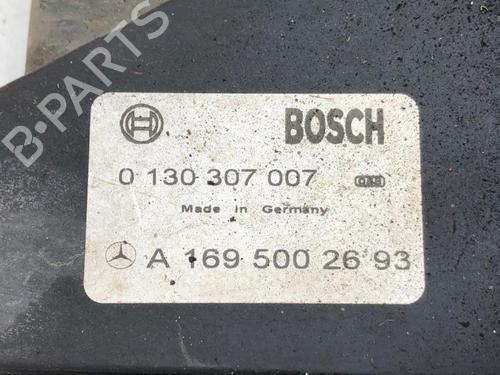 B-PARTS
BOSCH
0 130 307 007
Made in Germany
A 169 500 26 93